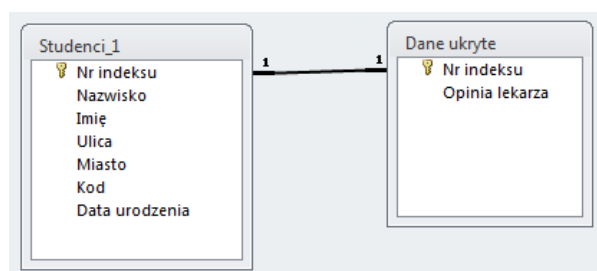 Studenci_1
Nr indeksu
Nazwisko
Imię
Ulica
Miasto
Kod
Data urodzenia
1
1
Dane ukryte
Nr indeksu
Opinia lekarza